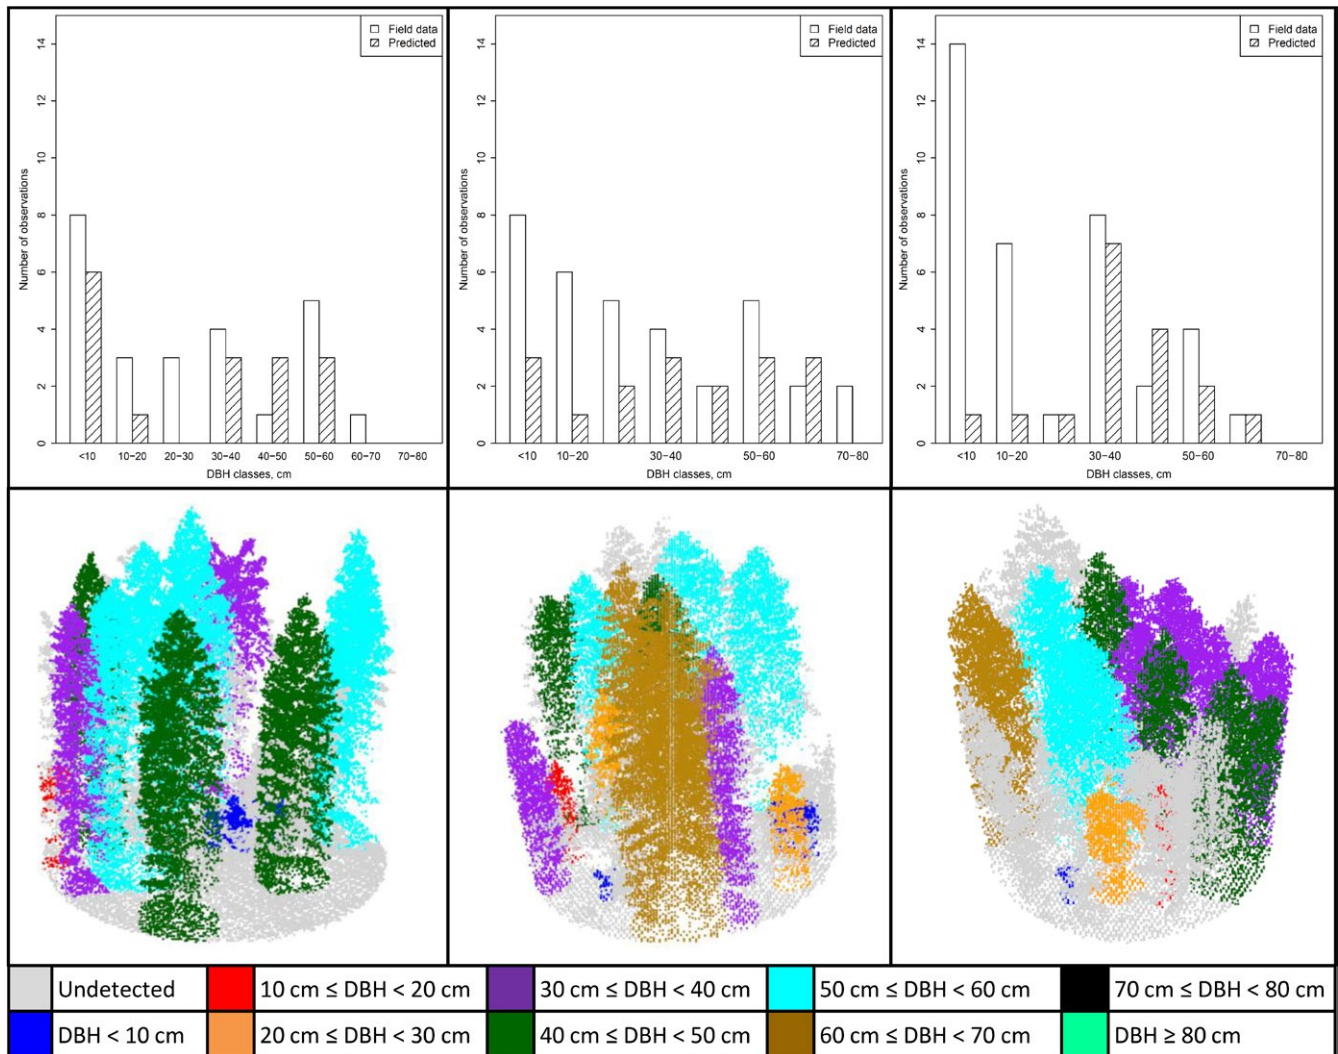 Field data
Predicted
14
12
10
8
6
4
2
0
Number of observations
<10 10−20 20−30 30−40 40−50 50−60 60−70 70−80
DBH classes, cm
Field data
Predicted
14
12
10
8
6
4
2
0
Number of observations
<10 10−20 30−40 50−60 70−80
DBH classes, cm
Field data
Predicted
14
12
10
8
6
4
2
0
Number of observations
<10 10−20 30−40 50−60 70−80
DBH classes, cm
Undetected 10 cm ≤ DBH < 20 cm 30 cm ≤ DBH < 40 cm 50 cm ≤ DBH < 60 cm 70 cm ≤ DBH < 80 cm
DBH < 10 cm 20 cm ≤ DBH < 30 cm 40 cm ≤ DBH < 50 cm 60 cm ≤ DBH < 70 cm DBH ≥ 80 cm